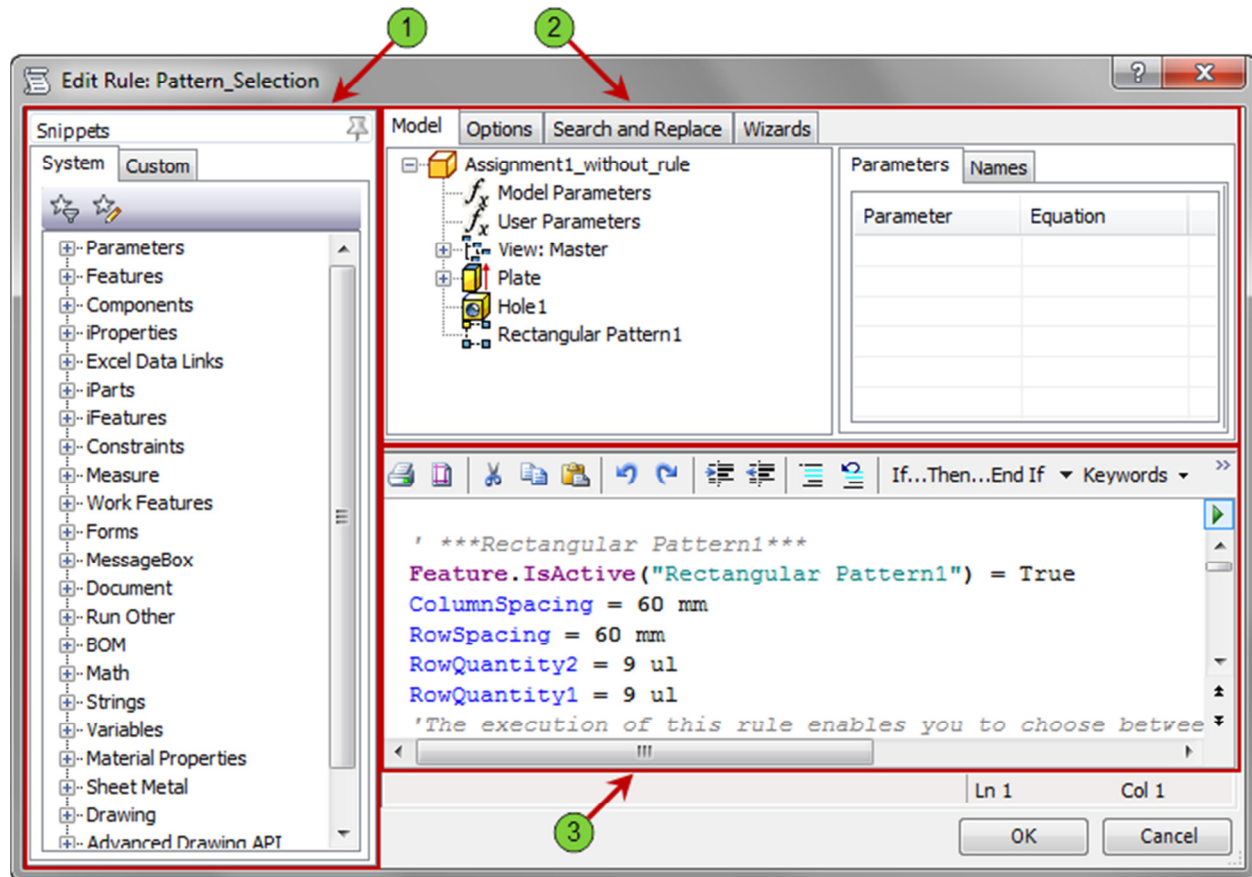 1
2
Edit Rule: Pattern_Selection
?
X
Snippets
System
Custom
Parameters
Features
Components
iProperties
Excel Data Links
iParts
iFeatures
Constraints
Measure
Work Features
Forms
MessageBox
Document
Run Other
BOM
Math
Strings
Variables
Material Properties
Sheet Metal
Drawing
Advanced Drawing API
Model
Options
Search and Replace
Wizards
Assignment1_without_rule
fx Model Parameters
fx User Parameters
View: Master
Plate
Hole1
Rectangular Pattern1
Parameters
Names
Parameter
Equation
If...Then...End If
Keywords
' ***Rectangular Pattern1***
Feature.IsActive("Rectangular Pattern1") = True
ColumnSpacing = 60 mm
RowSpacing = 60 mm
RowQuantity2 = 9 ul
RowQuantity1 = 9 ul
'The execution of this rule enables you to choose betwee
Ln 1
Col 1
3
OK
Cancel